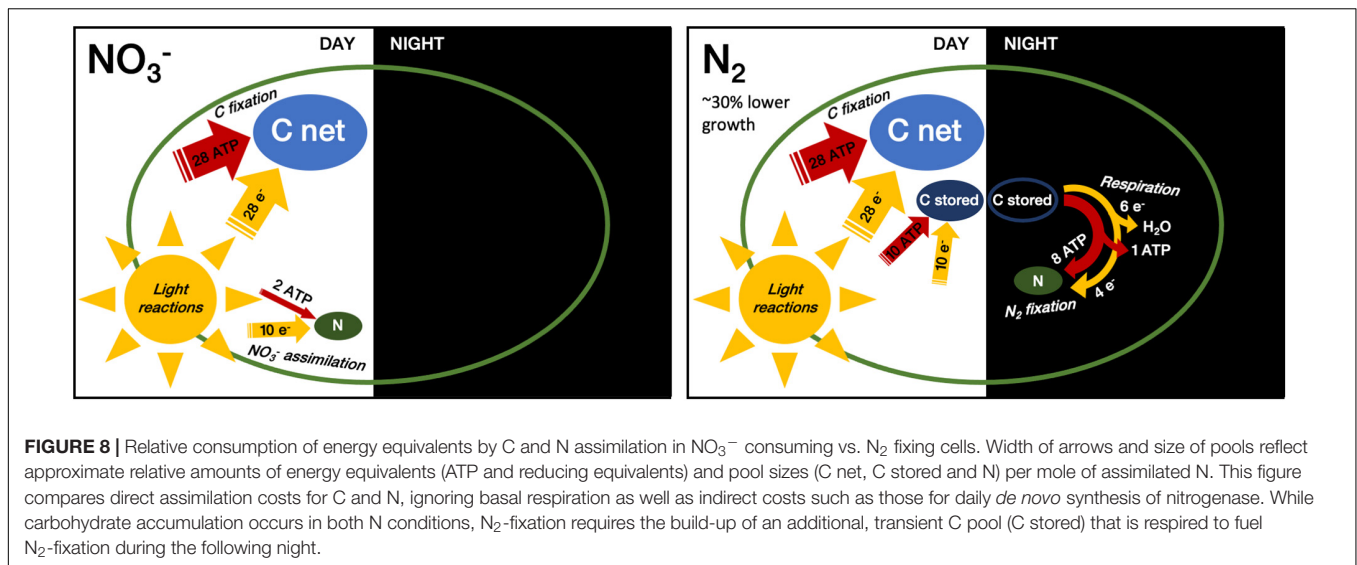 NO₃⁻
DAY
NIGHT
C fixation
C net
28 ATP
28 e⁻
Light
reactions
2 ATP
N
10 e⁻
NO₃⁻ assimilation
N₂
~30% lower
growth
DAY
NIGHT
C fixation
C net
28 ATP
28 e⁻
C stored
C stored
10 ATP
10 e⁻
Light
reactions
Respiration
6 e⁻
H₂O
1 ATP
8 ATP
4 e⁻
N
N₂ fixation
FIGURE 8 | Relative consumption of energy equivalents by C and N assimilation in NO₃⁻ consuming vs. N₂ fixing cells. Width of arrows and size of pools reflect
approximate relative amounts of energy equivalents (ATP and reducing equivalents) and pool sizes (C net, C stored and N) per mole of assimilated N. This figure
compares direct assimilation costs for C and N, ignoring basal respiration as well as indirect costs such as those for daily de novo synthesis of nitrogenase. While
carbohydrate accumulation occurs in both N conditions, N₂-fixation requires the build-up of an additional, transient C pool (C stored) that is respired to fuel
N₂-fixation during the following night.